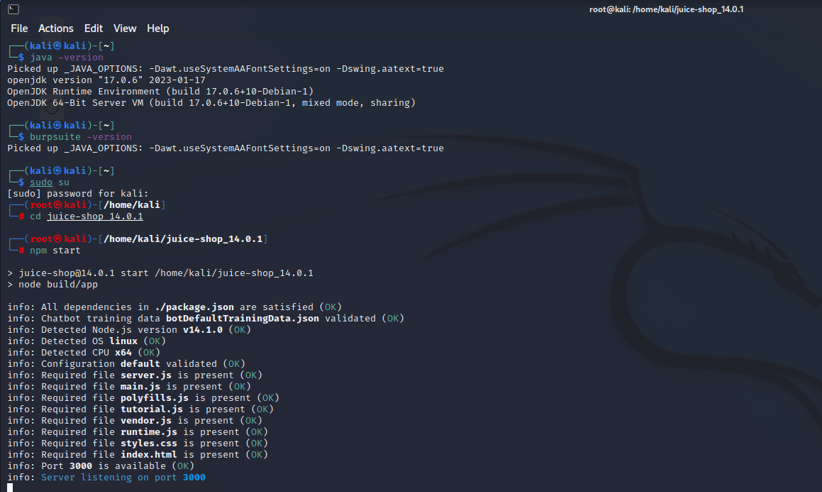 root@kali: /home/kali/juice-shop_14.0.1
File Actions Edit View Help
┌──(kali㉿kali)-[~]
└─$ java -version
Picked up _JAVA_OPTIONS: -Dawt.useSystemAAFontSettings=on -Dswing.aatext=true
openjdk version "17.0.6" 2023-01-17
OpenJDK Runtime Environment (build 17.0.6+10-Debian-1)
OpenJDK 64-Bit Server VM (build 17.0.6+10-Debian-1, mixed mode, sharing)
┌──(kali㉿kali)-[~]
└─$ burpsuite -version
Picked up _JAVA_OPTIONS: -Dawt.useSystemAAFontSettings=on -Dswing.aatext=true
┌──(kali㉿kali)-[~]
└─$ sudo su
[sudo] password for kali:
┌──(root㉿kali)-[/home/kali]
└─# cd juice-shop_14.0.1
┌──(root㉿kali)-[/home/kali/juice-shop_14.0.1]
└─# npm start
> juice-shop@14.0.1 start /home/kali/juice-shop_14.0.1
> node build/app
info: All dependencies in ./package.json are satisfied (OK)
info: Chatbot training data botDefaultTrainingData.json validated (OK)
info: Detected Node.js version v14.1.0 (OK)
info: Detected OS linux (OK)
info: Detected CPU x64 (OK)
info: Configuration default validated (OK)
info: Required file server.js is present (OK)
info: Required file main.js is present (OK)
info: Required file polyfills.js is present (OK)
info: Required file tutorial.js is present (OK)
info: Required file vendor.js is present (OK)
info: Required file runtime.js is present (OK)
info: Required file styles.css is present (OK)
info: Required file index.html is present (OK)
info: Port 3000 is available (OK)
info: Server listening on port 3000